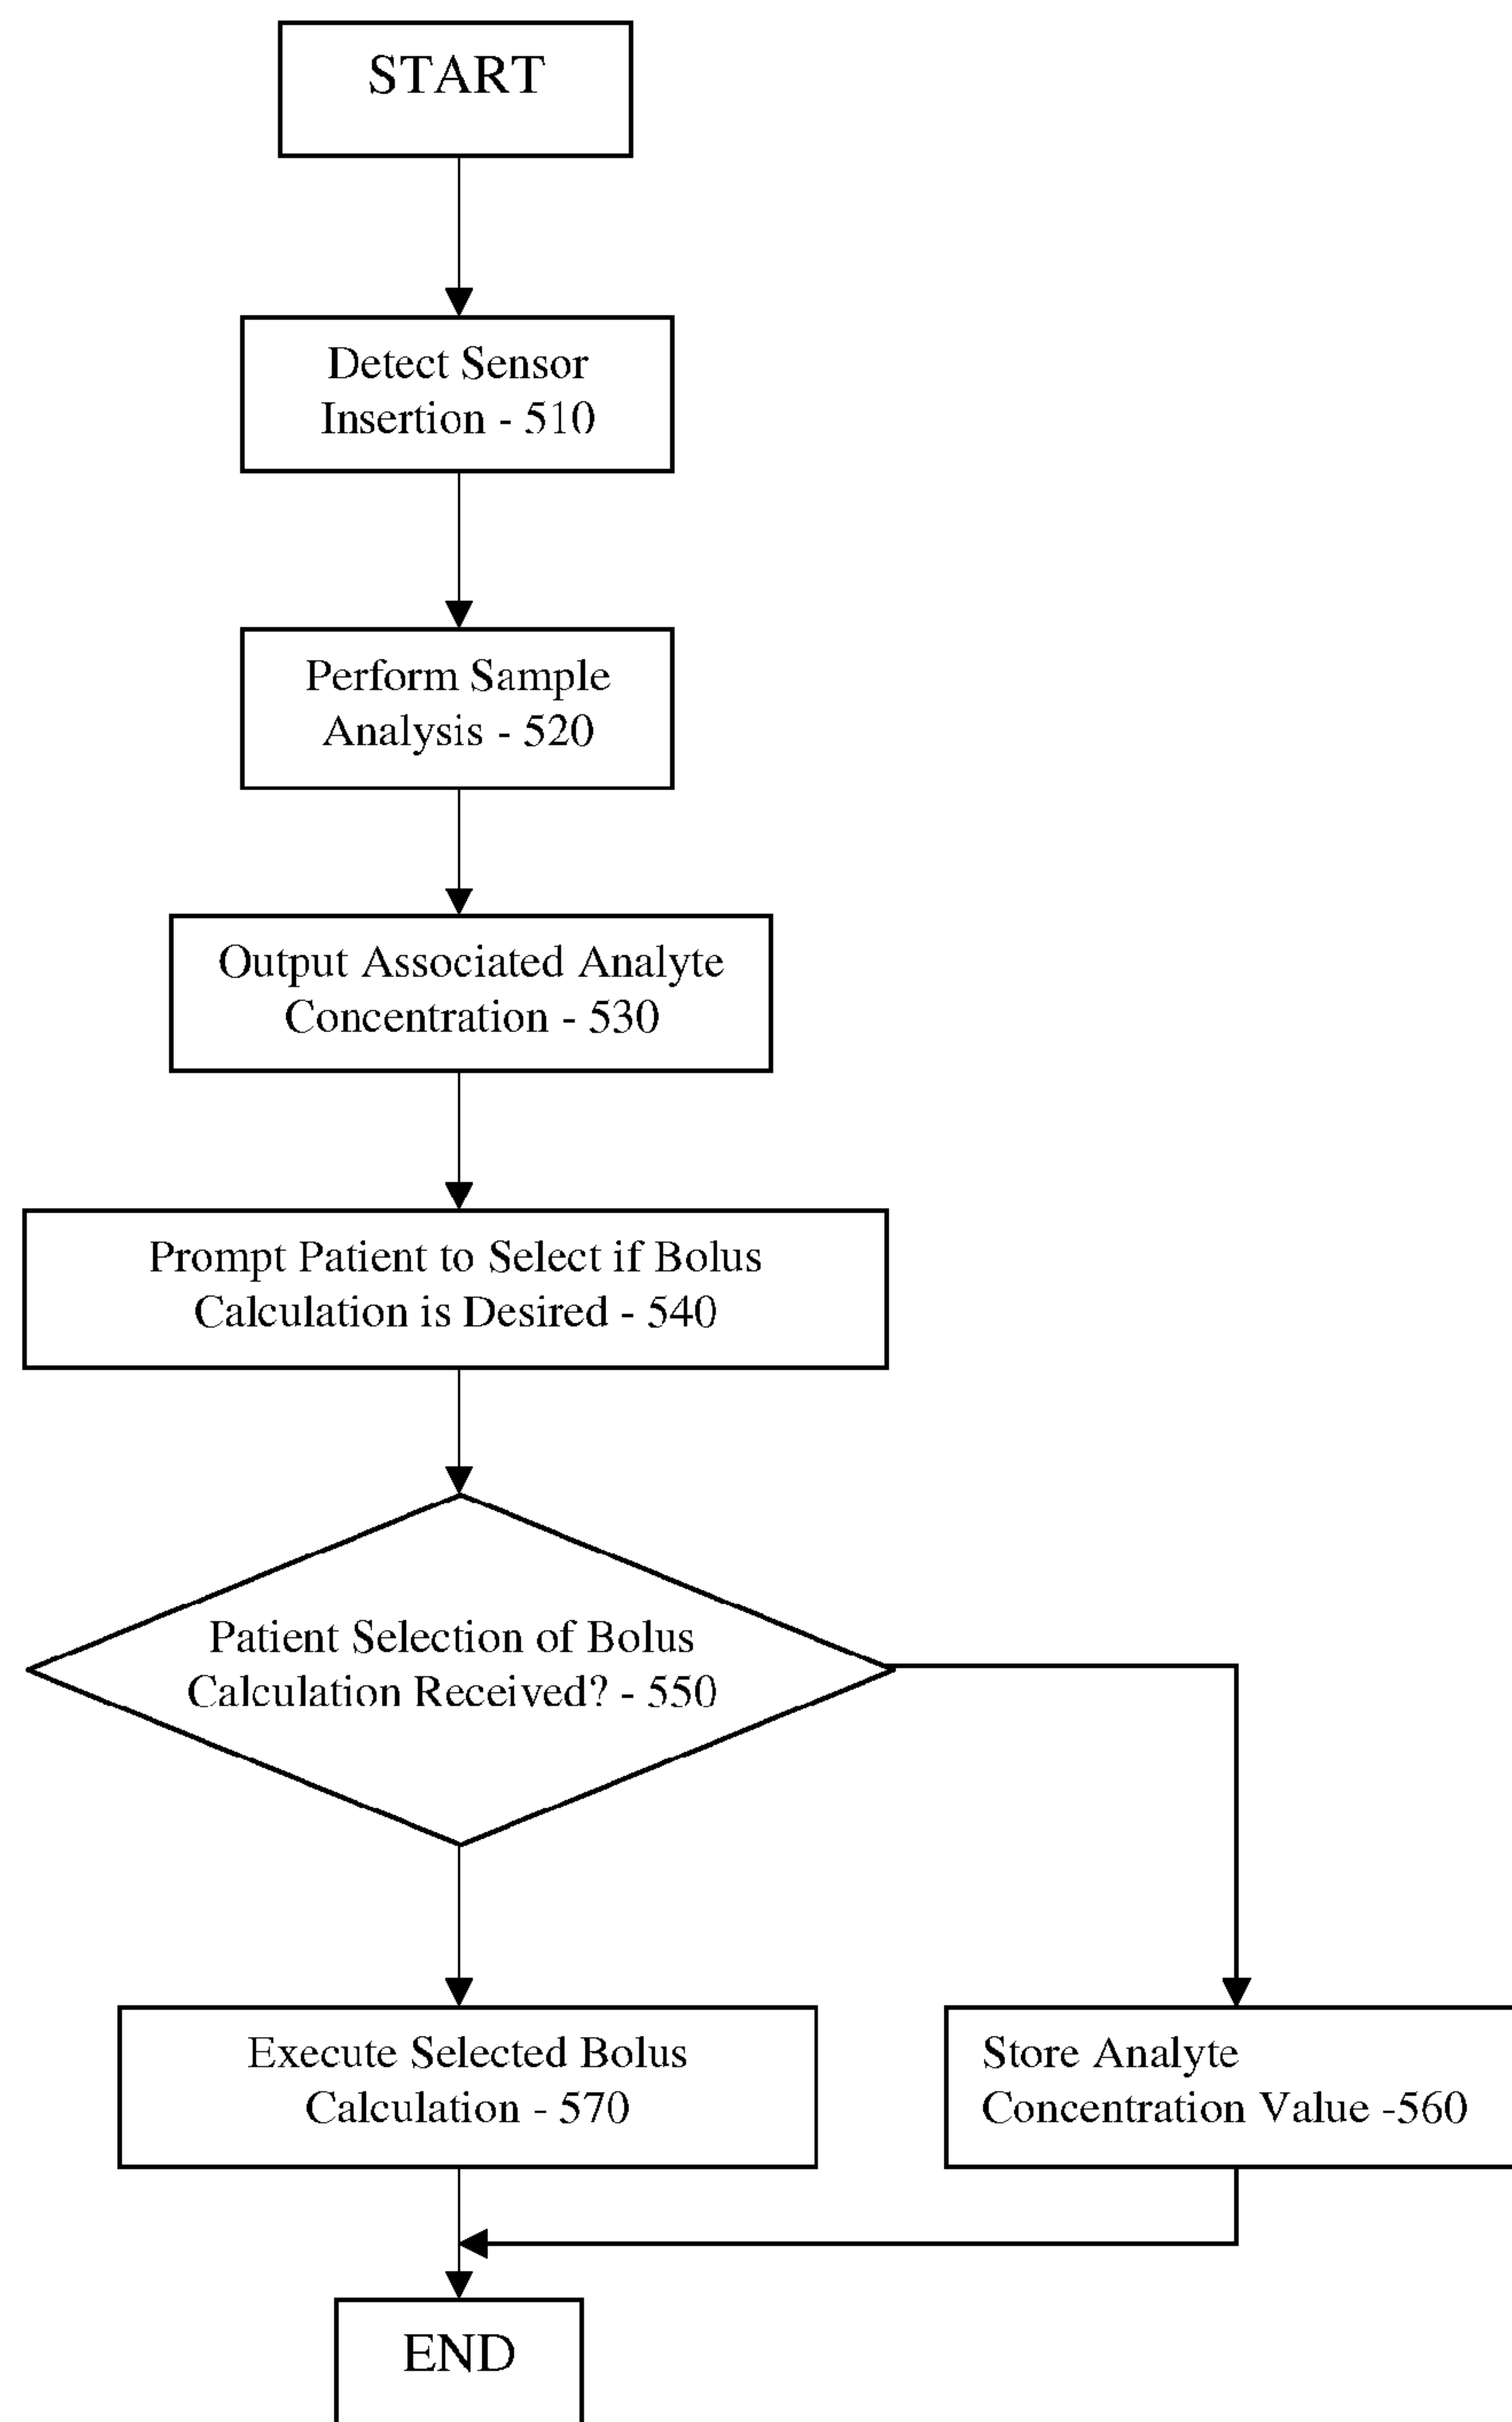 START
Detect Sensor
Insertion - 510
Perform Sample
Analysis - 520
Output Associated Analyte
Concentration - 530
Prompt Patient to Select if Bolus
Calculation is Desired - 540
Patient Selection of Bolus
Calculation Received? - 550
Execute Selected Bolus
Calculation - 570
Store Analyte
Concentration Value -560
END